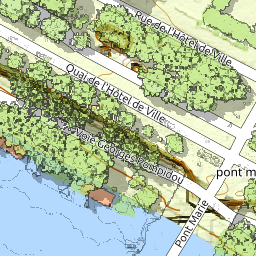 Rue de l'Hôtel de Ville
Quai de l'Hôtel de Ville
Voie Georges Pompidou
pont m
Pont Marie